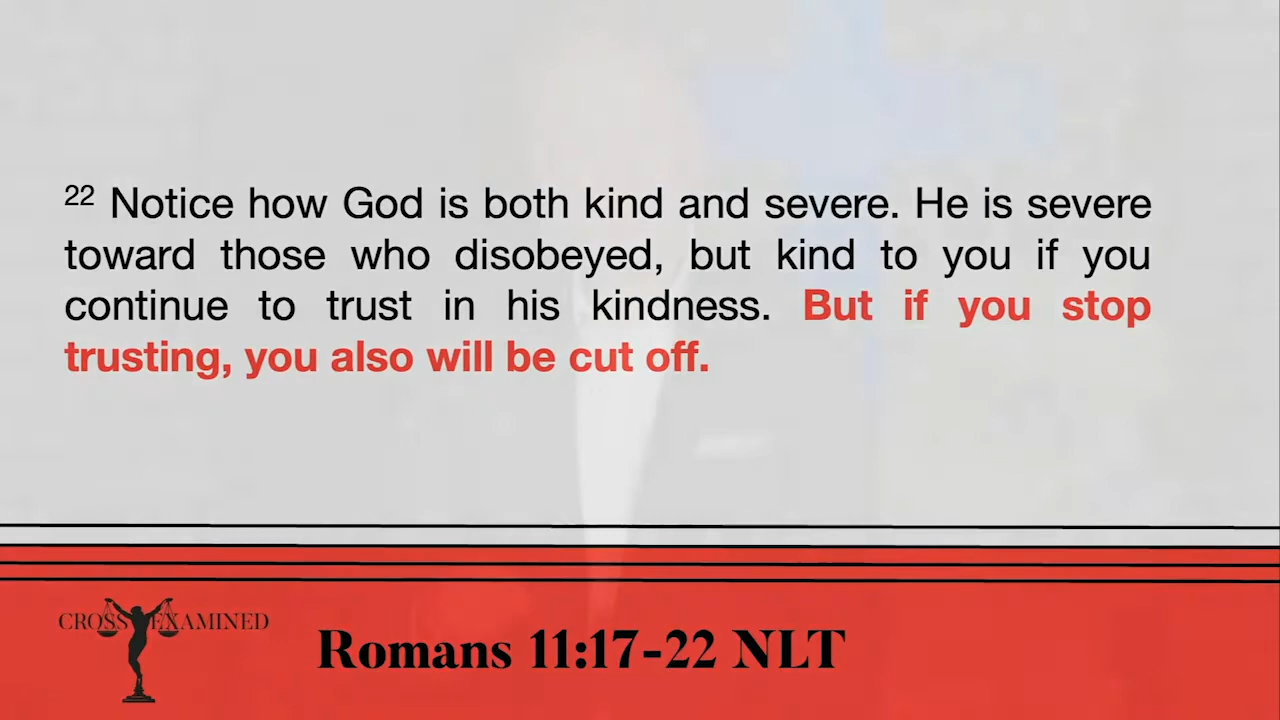 22 Notice how God is both kind and severe. He is severe
toward those who disobeyed, but kind to you if you
continue to trust in his kindness. But if you stop
trusting, you also will be cut off.
CROSS EXAMINED
Romans 11:17-22 NLT